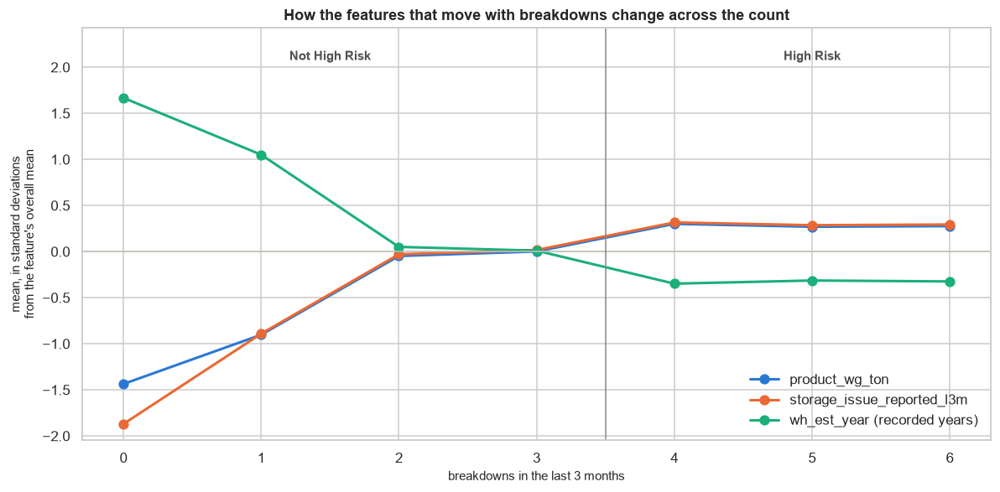 How the features that move with breakdowns change across the count
Not High Risk
High Risk
2.0
1.5
1.0
0.5
0.0
−0.5
−1.0
−1.5
−2.0
mean, in standard deviations
from the feature's overall mean
product_wg_ton
storage_issue_reported_l3m
wh_est_year (recorded years)
0 1 2 3 4 5 6
breakdowns in the last 3 months